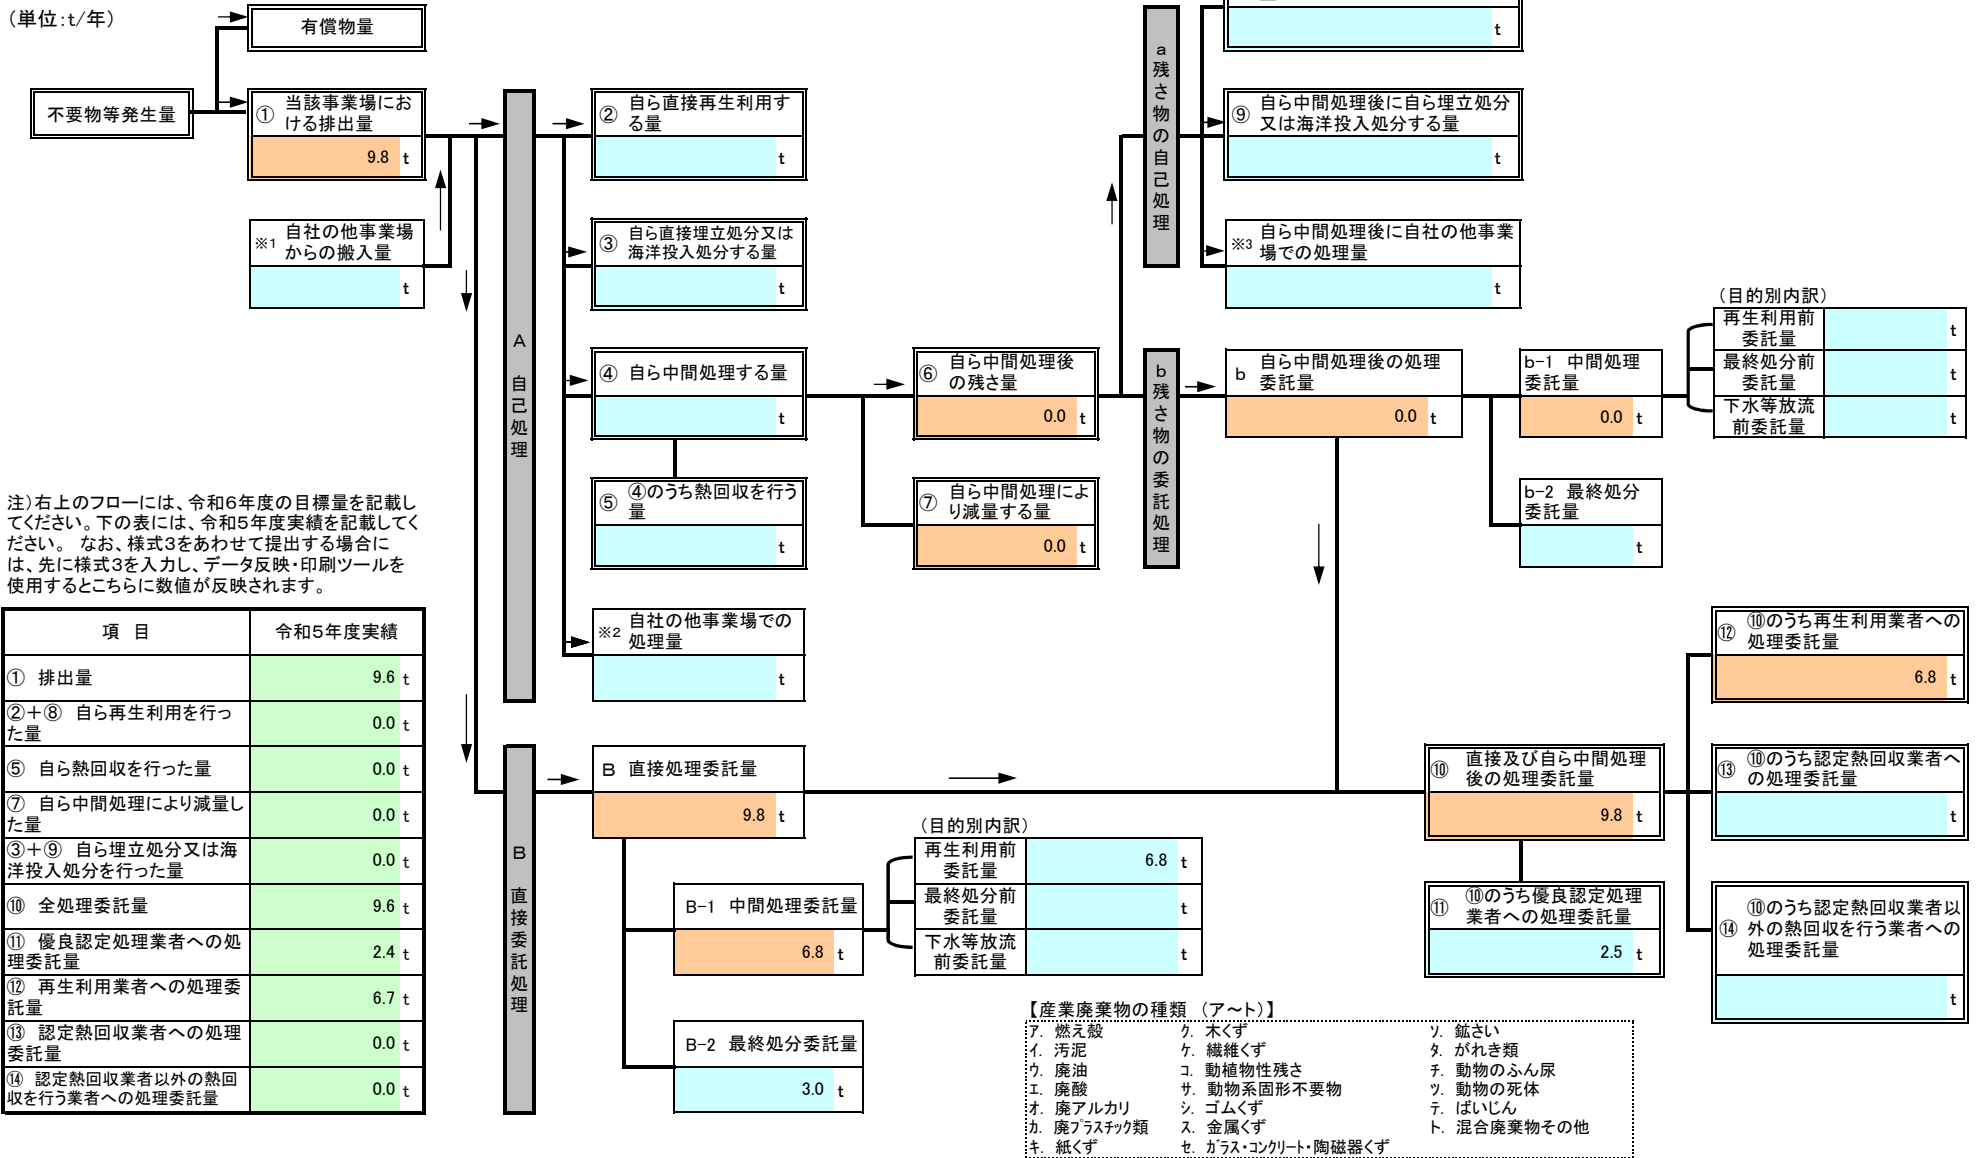 （単位:t/年）
有償物量
不要物等発生量
① 当該事業場における排出量
9.8 t
※1 自社の他事業場からの搬入量
t
A 自己処理
② 自ら直接再生利用する量
t
③ 自ら直接埋立処分又は海洋投入処分する量
t
④ 自ら中間処理する量
t
⑤ ④のうち熱回収を行う量
t
※2 自社の他事業場での処理量
t
⑥ 自ら中間処理後の残さ量
0.0 t
⑦ 自ら中間処理により減量する量
0.0 t
a 残さ物の自己処理
t
⑨ 自ら中間処理後に自ら埋立処分又は海洋投入処分する量
t
※3 自ら中間処理後に自社の他事業場での処理量
t
b 残さ物の委託処理
b 自ら中間処理後の処理委託量
0.0 t
b-1 中間処理委託量
0.0 t
b-2 最終処分委託量
t
（目的別内訳）
再生利用前委託量 t
最終処分前委託量 t
下水等放流前委託量 t
注）右上のフローには、令和６年度の目標量を記載し
てください。下の表には、令和５年度実績を記載してく
ださい。 なお、様式３をあわせて提出する場合に
は、先に様式３を入力し、データ反映・印刷ツールを
使用するとこちらに数値が反映されます。
項 目 令和５年度実績
① 排出量 9.6 t
②＋⑧ 自ら再生利用を行った量 0.0 t
⑤ 自ら熱回収を行った量 0.0 t
⑦ 自ら中間処理により減量した量 0.0 t
③＋⑨ 自ら埋立処分又は海洋投入処分を行った量 0.0 t
⑩ 全処理委託量 9.6 t
⑪ 優良認定処理業者への処理委託量 2.4 t
⑫ 再生利用業者への処理委託量 6.7 t
⑬ 認定熱回収業者への処理委託量 0.0 t
⑭ 認定熱回収業者以外の熱回収を行う業者への処理委託量 0.0 t
B 直接委託処理
B 直接処理委託量
9.8 t
B-1 中間処理委託量
6.8 t
B-2 最終処分委託量
3.0 t
（目的別内訳）
再生利用前委託量 6.8 t
最終処分前委託量 t
下水等放流前委託量 t
⑩ 直接及び自ら中間処理後の処理委託量
9.8 t
⑪ ⑩のうち優良認定処理業者への処理委託量
2.5 t
⑫ ⑩のうち再生利用業者への処理委託量
6.8 t
⑬ ⑩のうち認定熱回収業者への処理委託量
t
⑭ ⑩のうち認定熱回収業者以外の熱回収を行う業者への処理委託量
t
【産業廃棄物の種類 （ア～ト）】
ｱ. 燃え殻 ｸ. 木くず ｿ. 鉱さい
ｲ. 汚泥 ｹ. 繊維くず ﾀ. がれき類
ｳ. 廃油 ｺ. 動植物性残さ ﾁ. 動物のふん尿
ｴ. 廃酸 ｻ. 動物系固形不要物 ﾂ. 動物の死体
ｵ. 廃アルカリ ｼ. ゴムくず ﾃ. ばいじん
ｶ. 廃ﾌﾟﾗｽﾁｯｸ類 ｽ. 金属くず ﾄ. 混合廃棄物その他
ｷ. 紙くず ｾ. ｶﾞﾗｽ・ｺﾝｸﾘｰﾄ・陶磁器くず